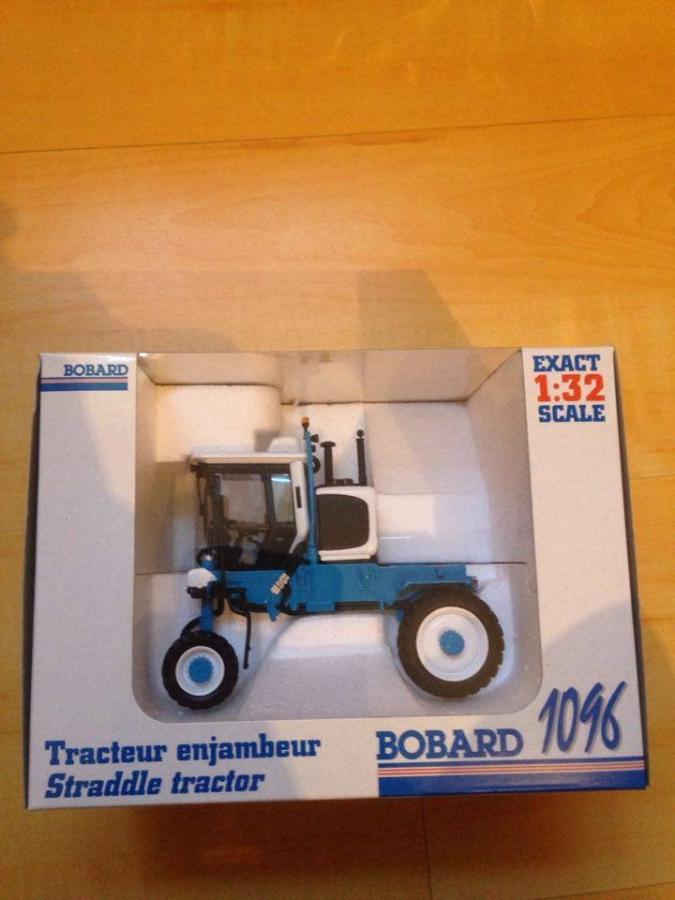 BOBARD
EXACT
1:32
SCALE
Tracteur enjambeur
Straddle tractor
BOBARD 1096